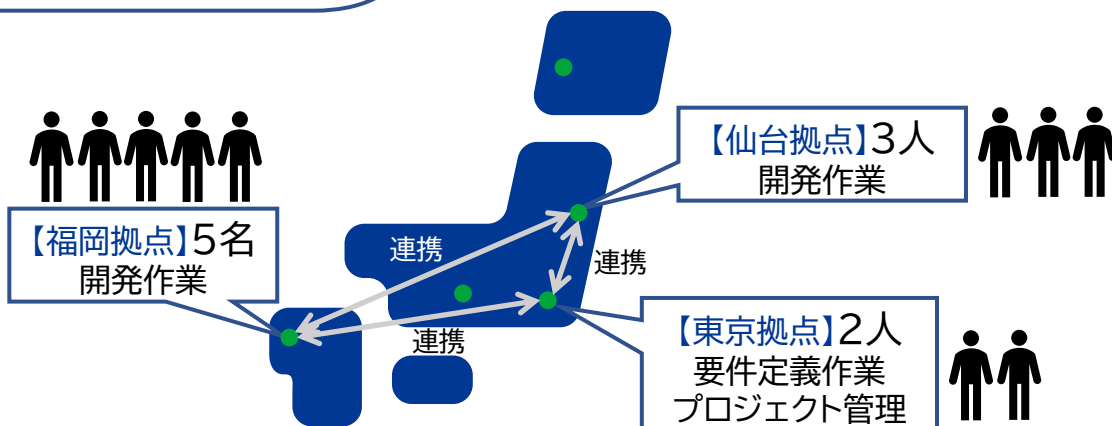 【仙台拠点】3人
開発作業
【福岡拠点】5名
開発作業
連携
連携
連携
【東京拠点】2人
要件定義作業
プロジェクト管理